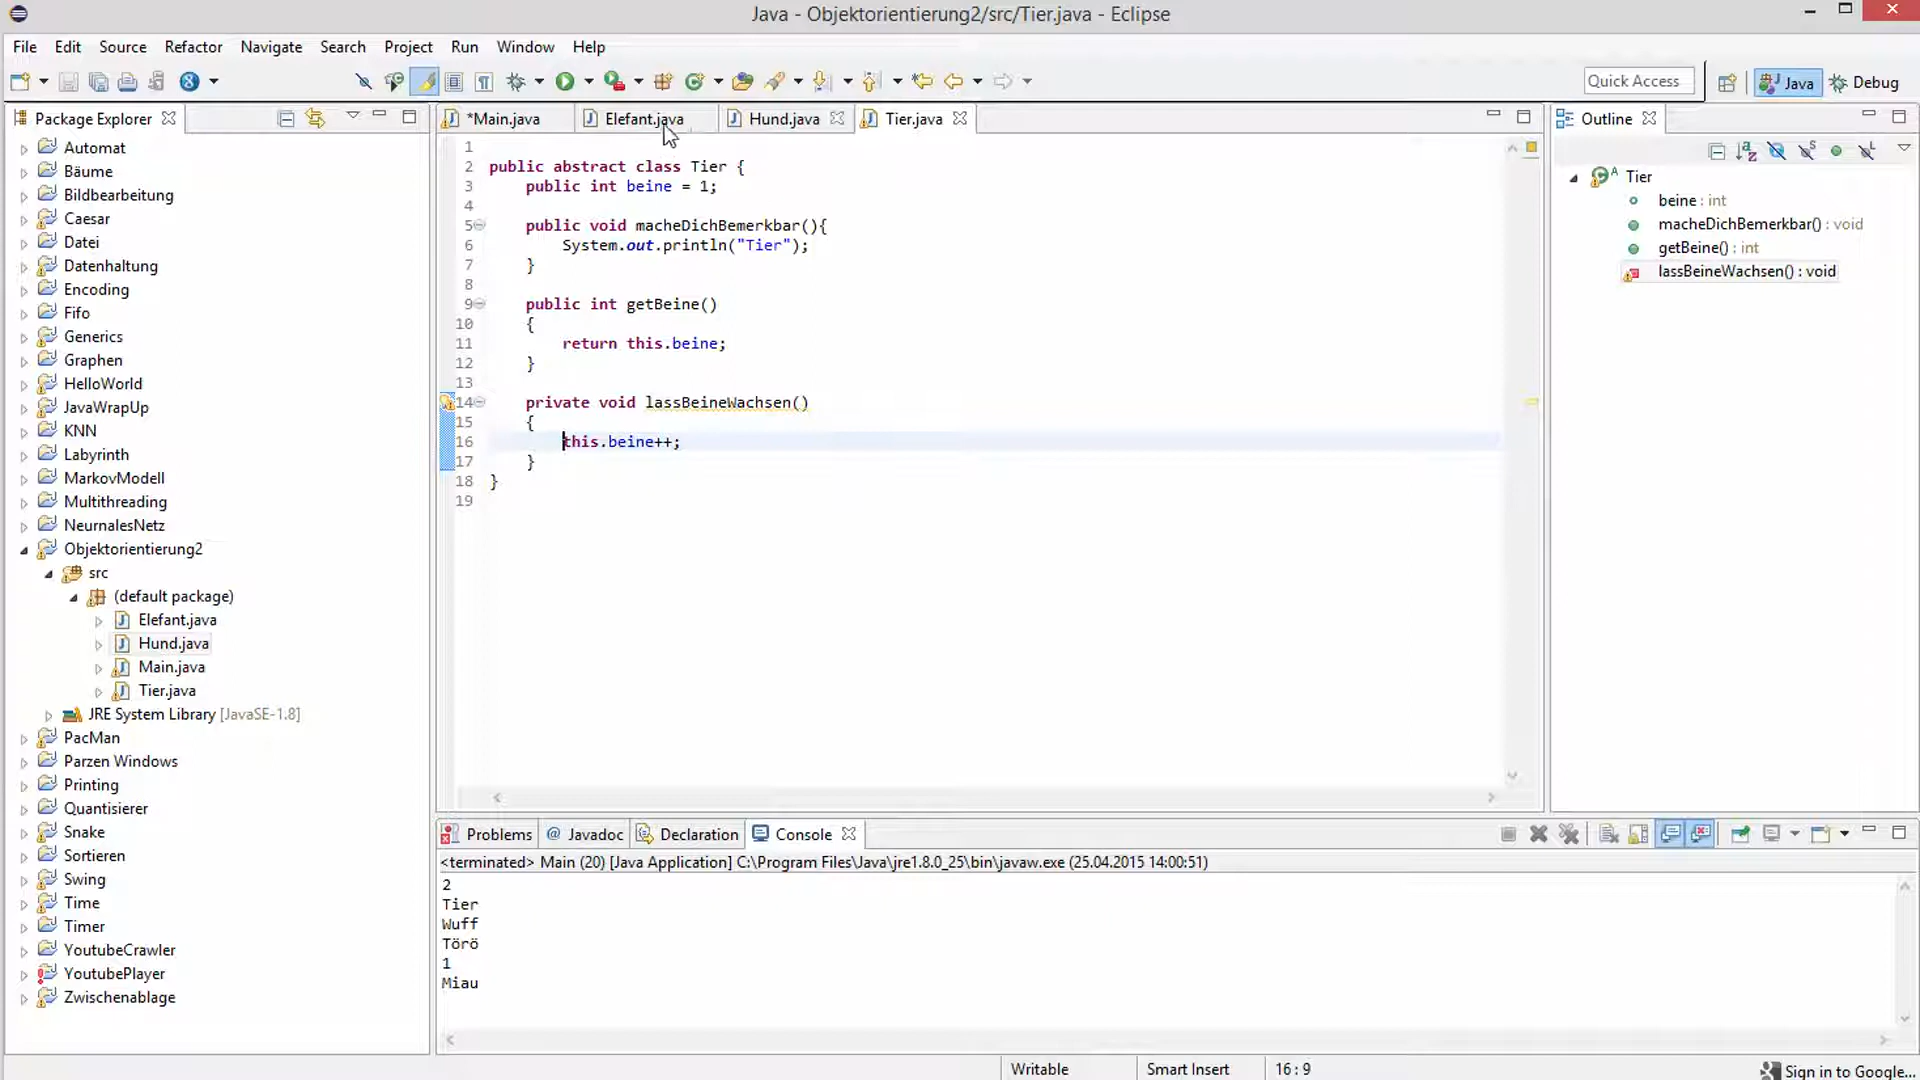 Java - Objektorientierung2/src/Tier.java - Eclipse
File Edit Source Refactor Navigate Search Project Run Window Help
Quick Access Java Debug
Package Explorer
*Main.java Elefant.java Hund.java Tier.java
Outline
Automat
Bäume
Bildbearbeitung
Caesar
Datei
Datenhaltung
Encoding
Fifo
Generics
Graphen
HelloWorld
JavaWrapUp
KNN
Labyrinth
MarkovModell
Multithreading
NeurnalesNetz
Objektorientierung2
src
(default package)
Elefant.java
Hund.java
Main.java
Tier.java
JRE System Library [JavaSE-1.8]
PacMan
Parzen Windows
Printing
Quantisierer
Snake
Sortieren
Swing
Time
Timer
YoutubeCrawler
YoutubePlayer
Zwischenablage
1
2 public abstract class Tier {
3 public int beine = 1;
4
5 public void macheDichBemerkbar(){
6 System.out.println("Tier");
7 }
8
9 public int getBeine()
10 {
11 return this.beine;
12 }
13
14 private void lassBeineWachsen()
15 {
16 this.beine++;
17 }
18 }
19
Tier
beine : int
macheDichBemerkbar() : void
getBeine() : int
lassBeineWachsen() : void
Problems @ Javadoc Declaration Console
<terminated> Main (20) [Java Application] C:\Program Files\Java\jre1.8.0_25\bin\javaw.exe (25.04.2015 14:00:51)
2
Tier
Wuff
Törö
1
Miau
Writable Smart Insert 16 : 9 Sign in to Google...